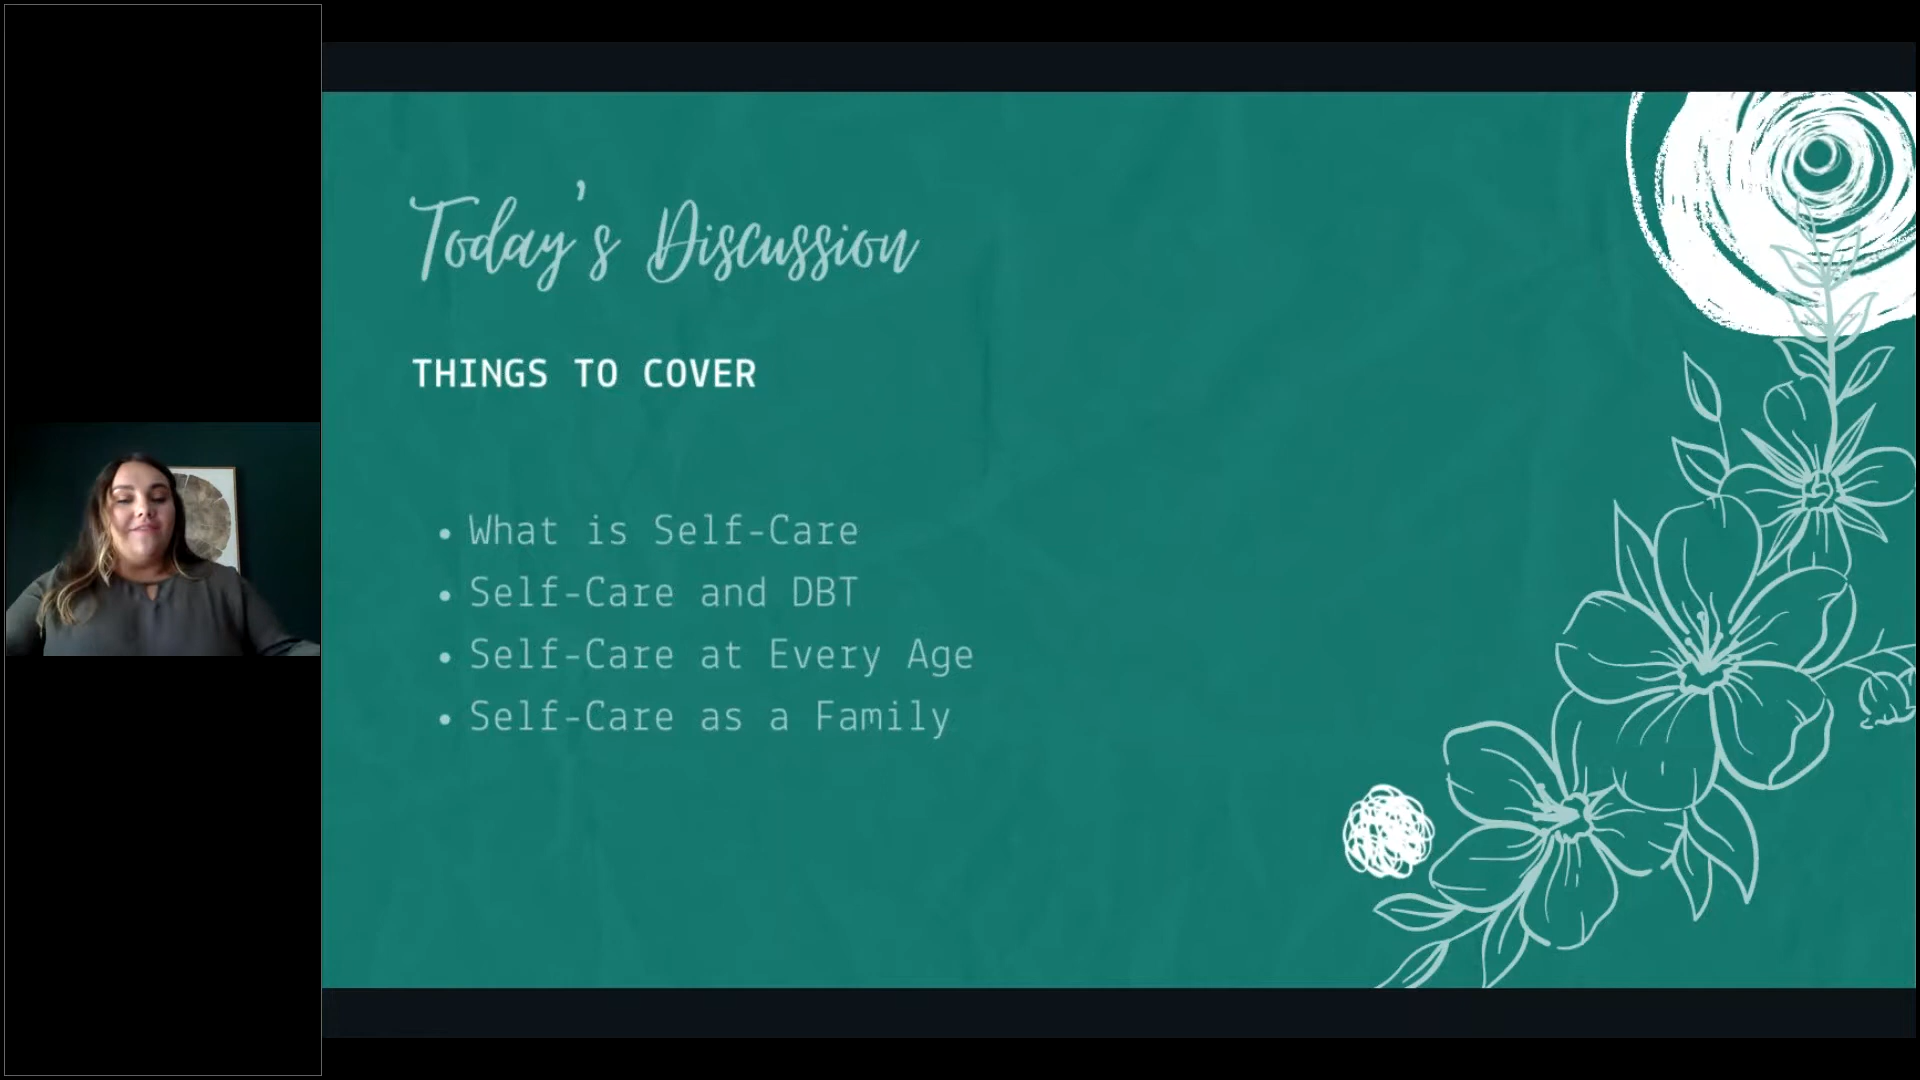 Today's Discussion
THINGS TO COVER
• What is Self-Care
• Self-Care and DBT
• Self-Care at Every Age
• Self-Care as a Family